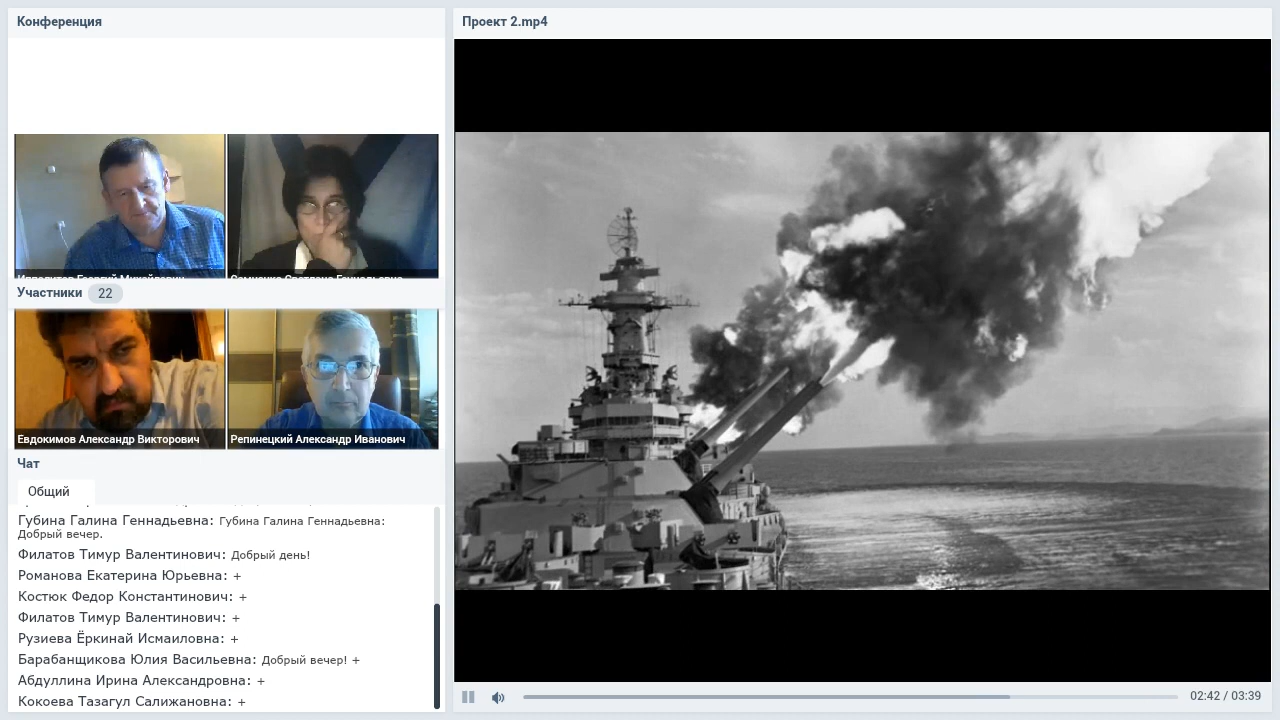 Конференция
Проект 2.mp4
Участники 22
Евдокимов Александр Викторович
Репинецкий Александр Иванович
Чат
Общий
Губина Галина Геннадьевна: Губина Галина Геннадьевна:
Добрый вечер.
Филатов Тимур Валентинович: Добрый день!
Романова Екатерина Юрьевна: +
Костюк Федор Константинович: +
Филатов Тимур Валентинович: +
Рузиева Ёркинай Исмаиловна: +
Барабанщикова Юлия Васильевна: Добрый вечер! +
Абдуллина Ирина Александровна: +
Кокоева Тазагул Салижановна: +
02:42 / 03:39